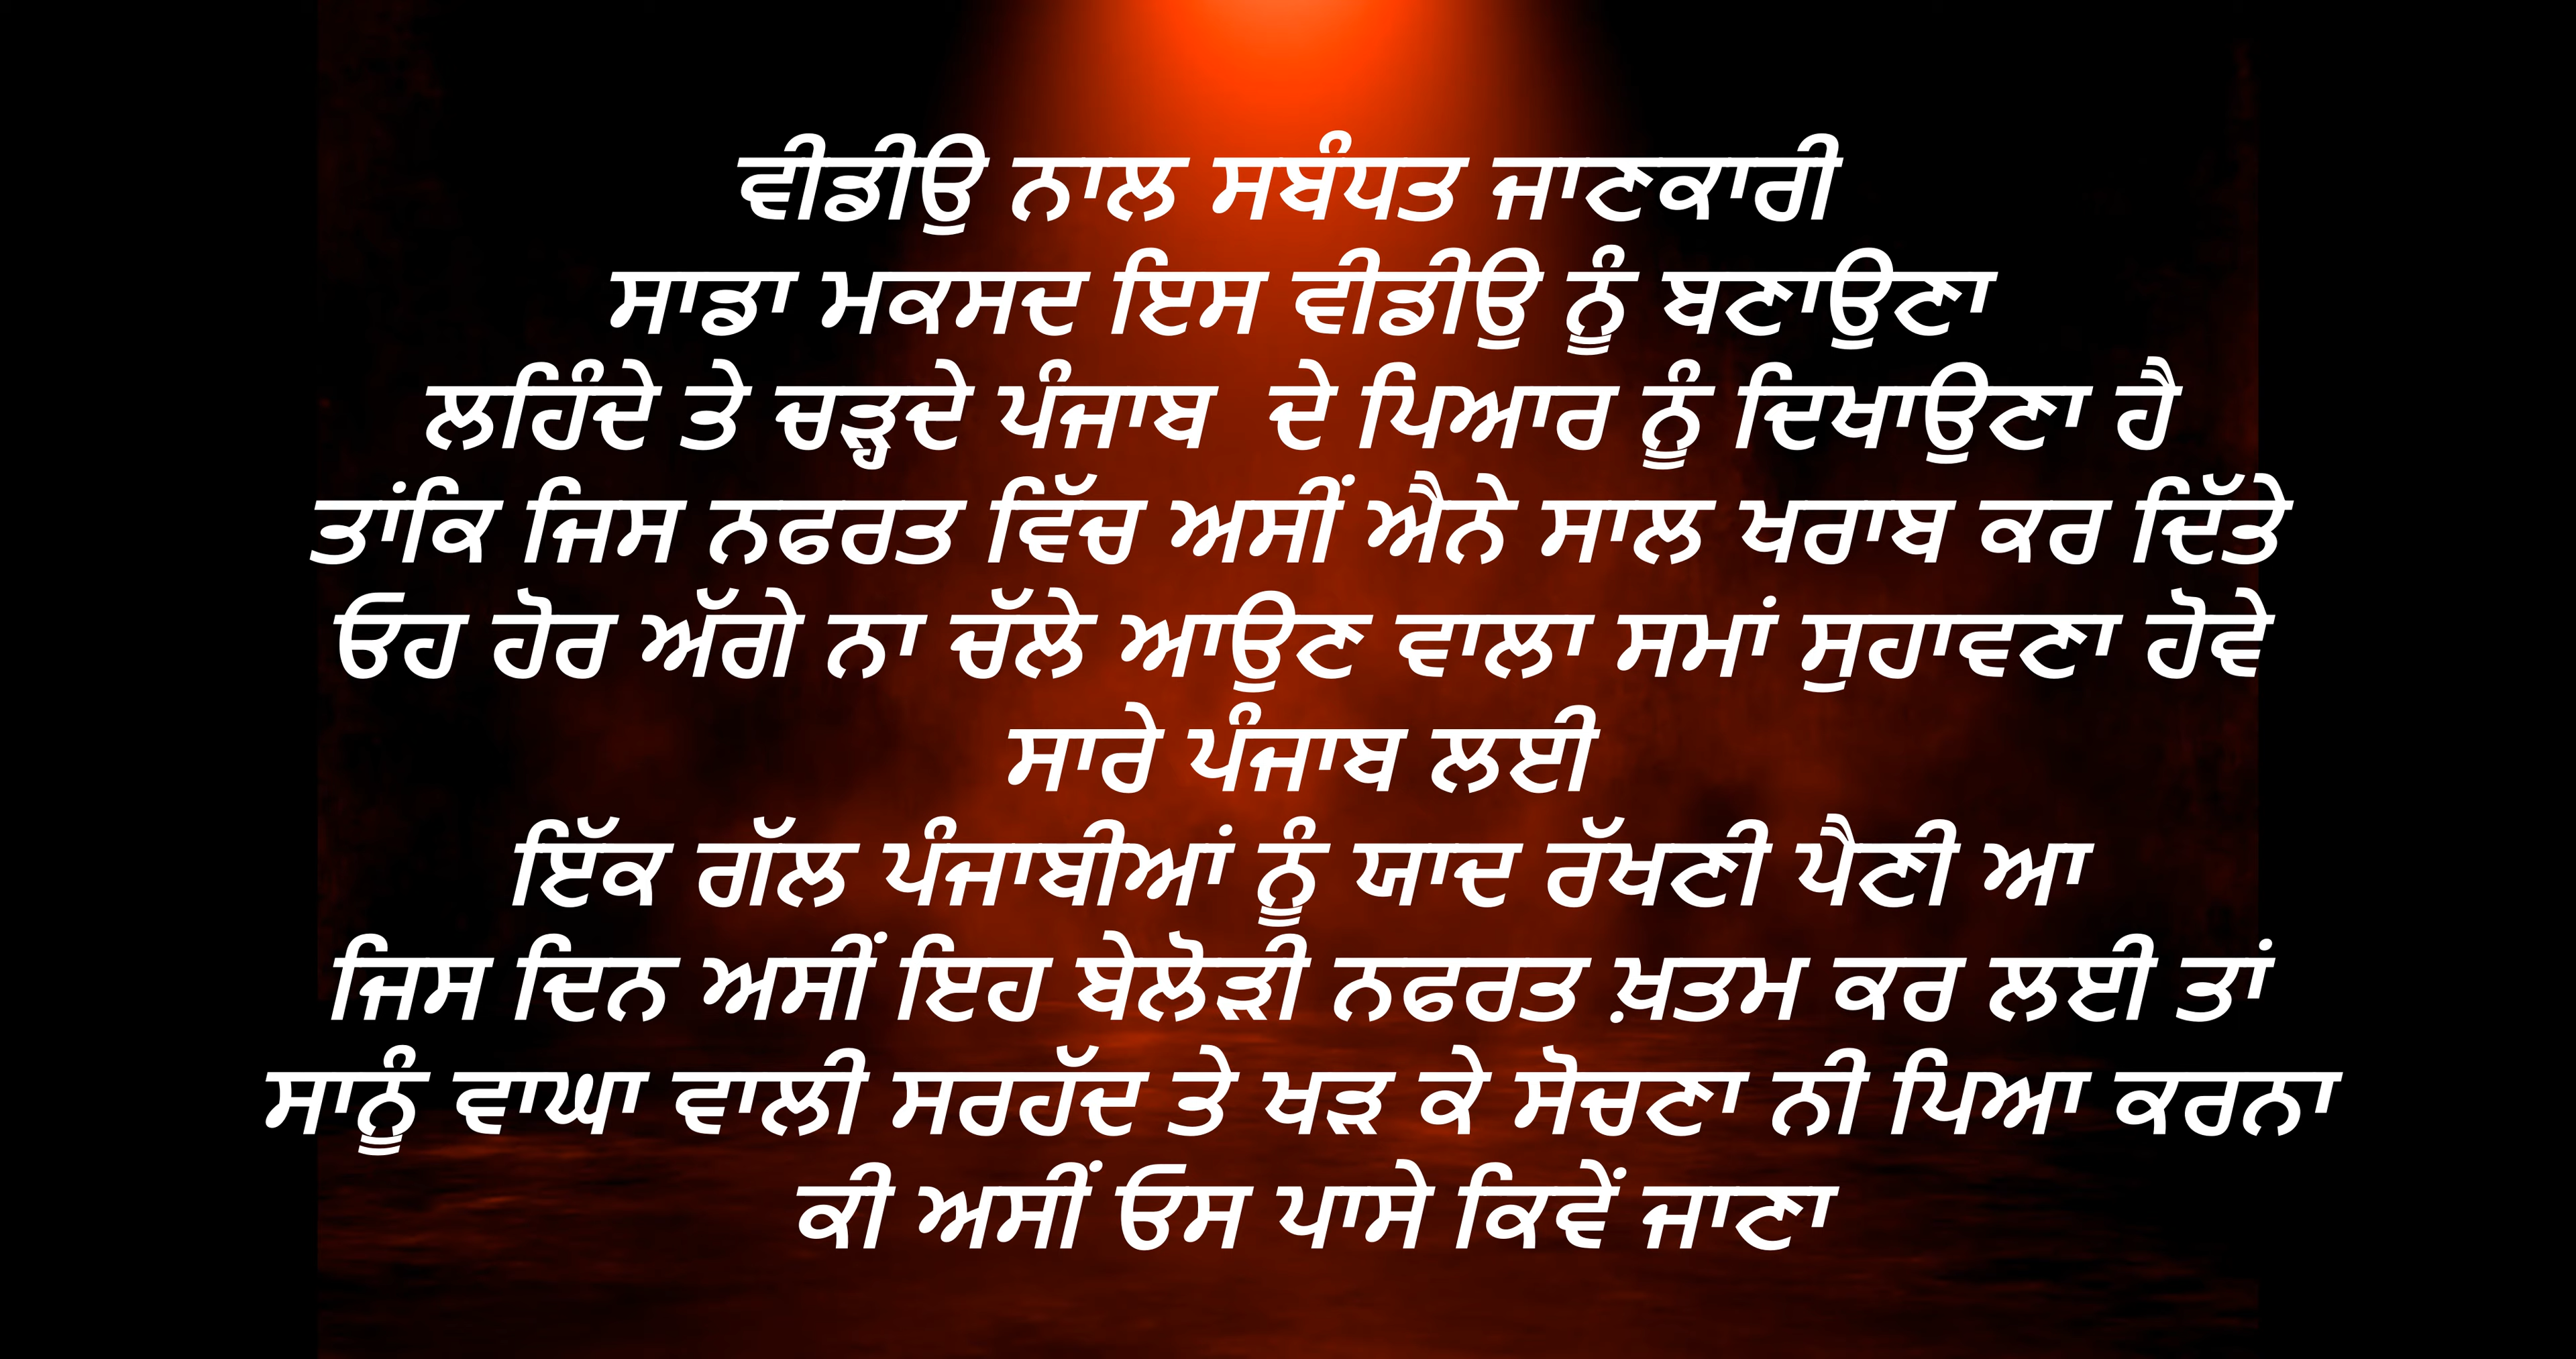 ਵੀਡੀਉ ਨਾਲ ਸਬੰਧਤ ਜਾਣਕਾਰੀ
ਸਾਡਾ ਮਕਸਦ ਇਸ ਵੀਡੀਉ ਨੂੰ ਬਣਾਉਣਾ
ਲਹਿੰਦੇ ਤੇ ਚੜ੍ਹਦੇ ਪੰਜਾਬ ਦੇ ਪਿਆਰ ਨੂੰ ਦਿਖਾਉਣਾ ਹੈ
ਤਾਂਕਿ ਜਿਸ ਨਫਰਤ ਵਿੱਚ ਅਸੀਂ ਐਨੇ ਸਾਲ ਖਰਾਬ ਕਰ ਦਿੱਤੇ
ਓਹ ਹੋਰ ਅੱਗੇ ਨਾ ਚੱਲੇ ਆਉਣ ਵਾਲਾ ਸਮਾਂ ਸੁਹਾਵਣਾ ਹੋਵੇ
ਸਾਰੇ ਪੰਜਾਬ ਲਈ
ਇੱਕ ਗੱਲ ਪੰਜਾਬੀਆਂ ਨੂੰ ਯਾਦ ਰੱਖਣੀ ਪੈਣੀ ਆ
ਜਿਸ ਦਿਨ ਅਸੀਂ ਇਹ ਬੇਲੋੜੀ ਨਫਰਤ ਖ਼ਤਮ ਕਰ ਲਈ ਤਾਂ
ਸਾਨੂੰ ਵਾਘਾ ਵਾਲੀ ਸਰਹੱਦ ਤੇ ਖੜ ਕੇ ਸੋਚਣਾ ਨੀ ਪਿਆ ਕਰਨਾ
ਕੀ ਅਸੀਂ ਓਸ ਪਾਸੇ ਕਿਵੇਂ ਜਾਣਾ